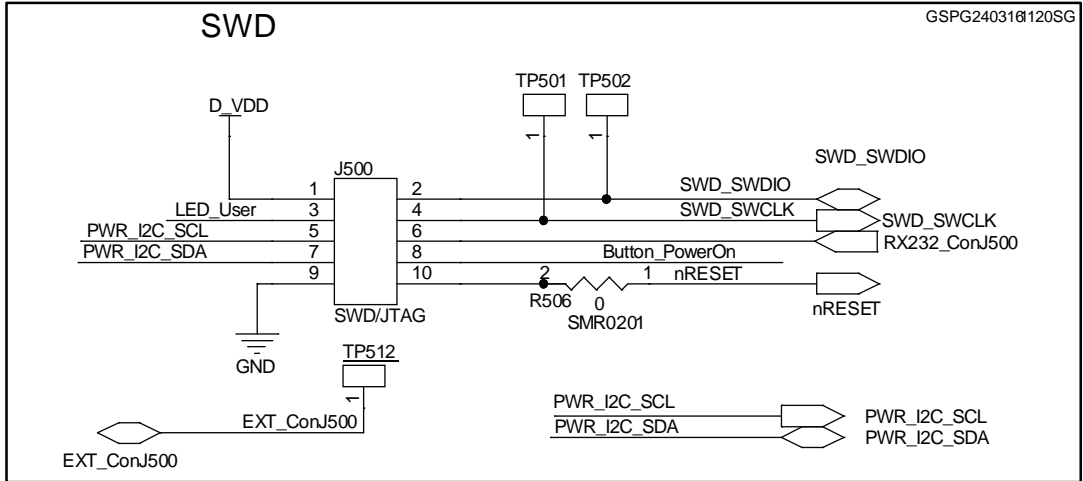 SWD
GSPG2403161120SG
TP501 TP502
1 1
D_VDD
SWD_SWDIO
J500
1 2 SWD_SWDIO
LED_User 3 4 SWD_SWCLK SWD_SWCLK
PWR_I2C_SCL 5 6 RX232_ConJ500
PWR_I2C_SDA 7 8 Button_PowerOn
9 10 2 1 nRESET
R506 0 nRESET
SWD/JTAG SMR0201
GND
TP512
1
EXT_ConJ500
EXT_ConJ500
PWR_I2C_SCL PWR_I2C_SCL
PWR_I2C_SDA PWR_I2C_SDA